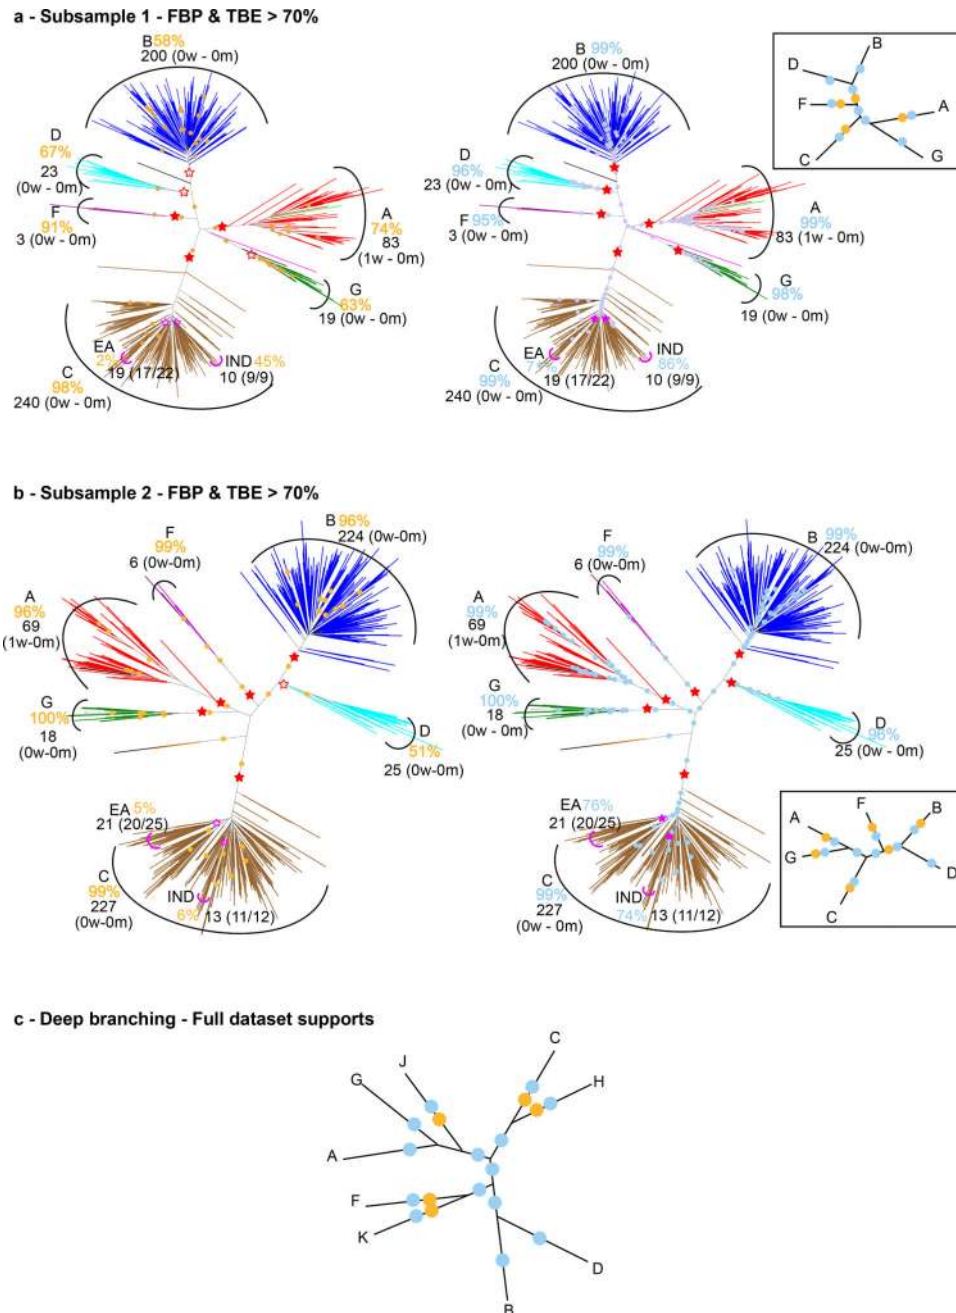 a - Subsample 1 - FBP & TBE > 70%
B 58%
200 (0w - 0m)
D
67%
23
(0w - 0m)
F
91%
3 (0w - 0m)
A
74%
83
(1w - 0m)
G
63%
19 (0w - 0m)
EA
2%
19 (17/22)
IND 45%
10 (9/9)
C
98%
240 (0w - 0m)
B 99%
200 (0w - 0m)
D
96%
23 (0w - 0m)
F 95%
3 (0w - 0m)
A
99%
83 (1w - 0m)
G
98%
19 (0w - 0m)
EA
19 (17/22)
IND
86%
10 (9/9)
C
99%
240 (0w - 0m)
B
D
F
A
C
G
b - Subsample 2 - FBP & TBE > 70%
F
99%
6 (0w-0m)
B 96%
224 (0w-0m)
A
96%
69
(1w-0m)
G
100%
18
(0w-0m)
D
51%
25 (0w-0m)
EA 5%
21 (20/25)
C
99%
227
(0w-0m)
IND
6%
13 (11/12)
F
99%
6 (0w-0m)
B 99%
224 (0w-0m)
A
99%
69
(1w-0m)
G
100%
18
(0w-0m)
D
96%
25 (0w - 0m)
EA 76%
21 (20/25)
C
99%
227
(0w - 0m)
IND
74%
13 (11/12)
A
F
B
G
D
C
c - Deep branching - Full dataset supports
C
J
G
H
A
F
K
D
B